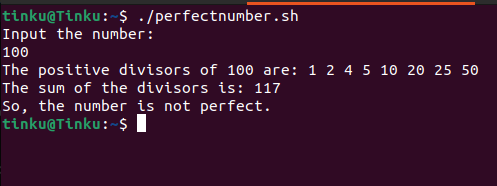 tinku@Tinku:~$ ./perfectnumber.sh
Input the number:
100
The positive divisors of 100 are: 1 2 4 5 10 20 25 50
The sum of the divisors is: 117
So, the number is not perfect.
tinku@Tinku:~$